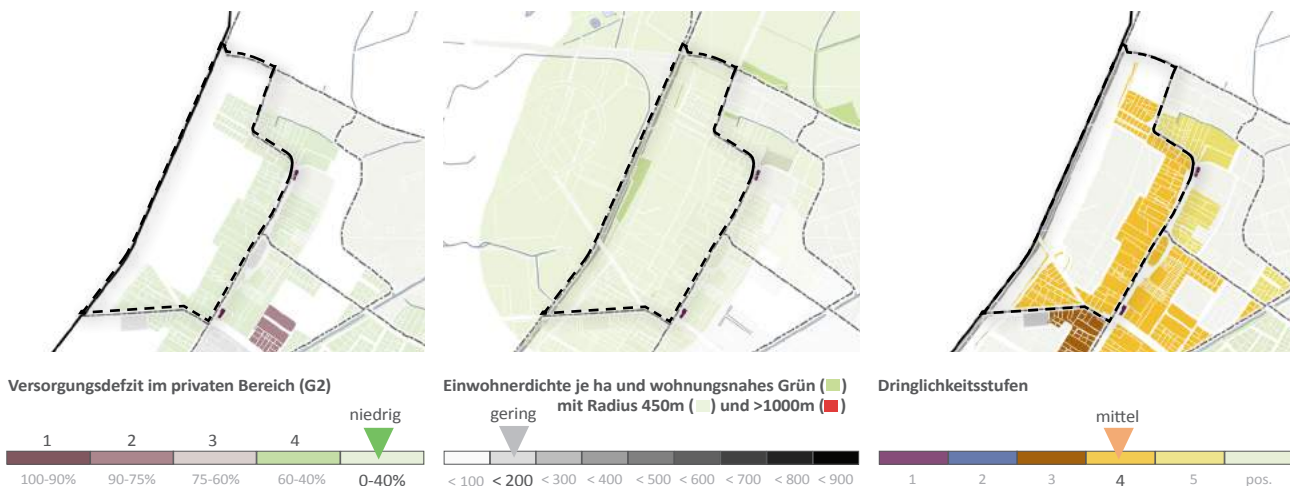 Versorgungsdefzit im privaten Bereich (G2)
niedrig
1 2 3 4
100-90% 90-75% 75-60% 60-40% 0-40%
Einwohnerdichte je ha und wohnungsnahes Grün ( )
mit Radius 450m ( ) und >1000m ( )
gering
< 100 < 200 < 300 < 400 < 500 < 600 < 700 < 800 < 900
Dringlichkeitsstufen
mittel
1 2 3 4 5 pos.